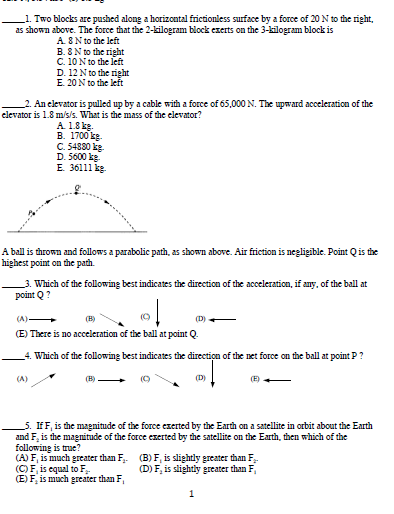 _____1. Two blocks are pushed along a horizontal frictionless surface by a force of 20 N to the right,
as shown above. The force that the 2-kilogram block exerts on the 3-kilogram block is
A. 8 N to the left
B. 8 N to the right
C. 10 N to the left
D. 12 N to the right
E. 20 N to the left
_____2. An elevator is pulled up by a cable with a force of 65,000 N. The upward acceleration of the
elevator is 1.8 m/s/s. What is the mass of the elevator?
A. 1.8 kg.
B. 1700 kg.
C. 54880 kg.
D. 5600 kg.
E. 36111 kg.
Q
P
A ball is thrown and follows a parabolic path, as shown above. Air friction is negligible. Point Q is the
highest point on the path.
_____3. Which of the following best indicates the direction of the acceleration, if any, of the ball at
point Q ?
(A) (B) (C) (D)
(E) There is no acceleration of the ball at point Q.
_____4. Which of the following best indicates the direction of the net force on the ball at point P ?
(A) (B) (C) (D) (E)
_____5. If F₁ is the magnitude of the force exerted by the Earth on a satellite in orbit about the Earth
and F₂ is the magnitude of the force exerted by the satellite on the Earth, then which of the
following is true?
(A) F₁ is much greater than F₂. (B) F₁ is slightly greater than F₂.
(C) F₁ is equal to F₂. (D) F₂ is slightly greater than F₁
(E) F₂ is much greater than F₁
1